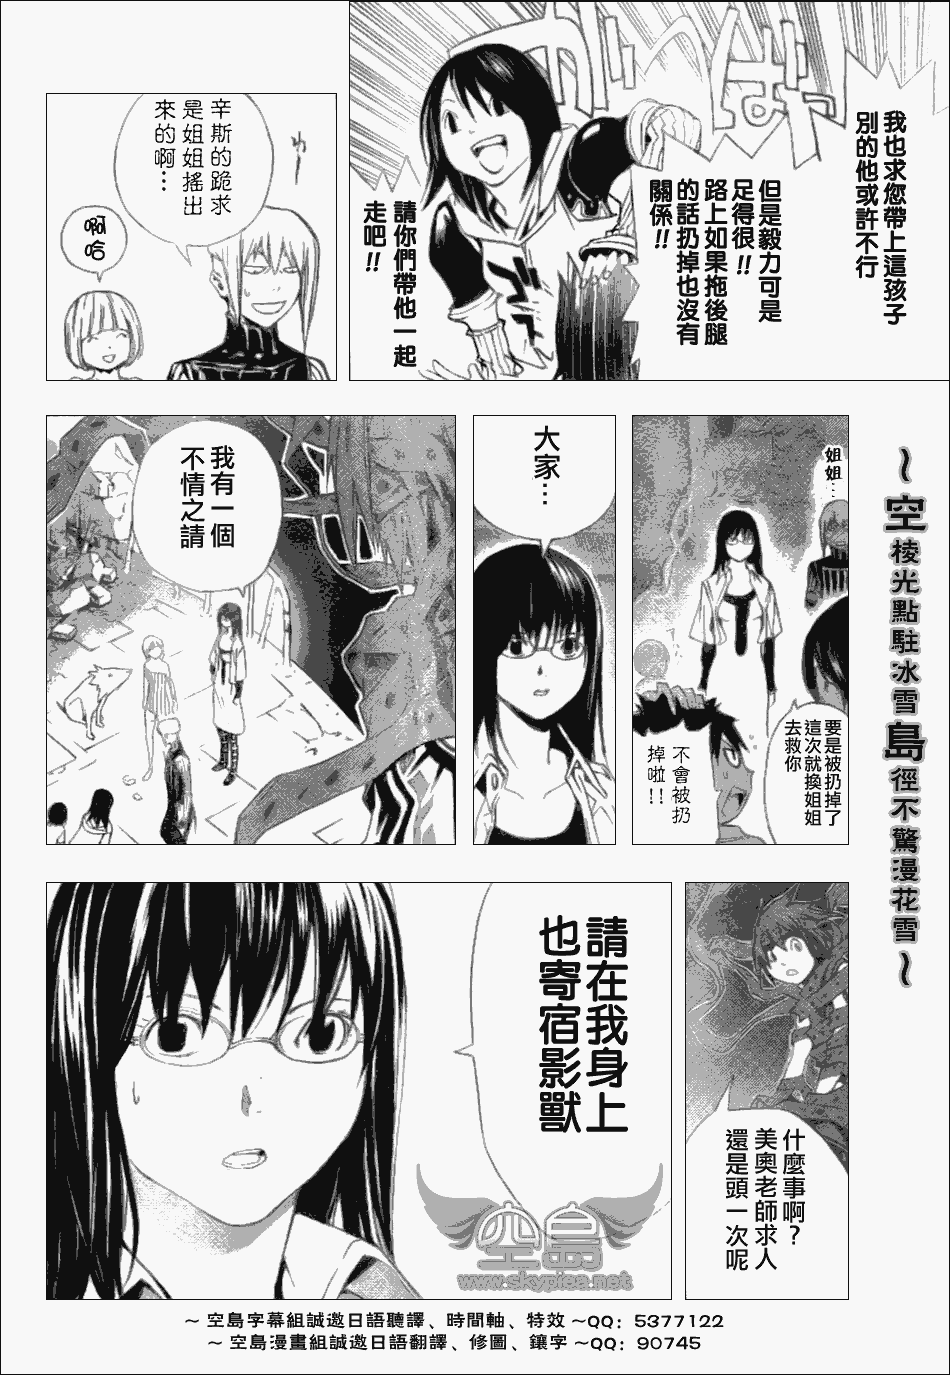 我也求您帶上這孩子
別的他或許不行
但是毅力可是
足得很!!
路上如果拖後腿
的話扔掉也沒有
關係!!
請你們帶他一起
走吧!!
辛斯的跪求
是姐姐搖出
來的啊…
啊
哈
姐姐…
要是被扔掉了
這次就換姐姐
去救你
不會被扔
掉啦!!
大家…
我有一個
不情之請
什麼事啊?
美奧老師求人
還是頭一次呢
請在我身上
也寄宿影獸
～空棱光點駐冰雪島徑不驚漫花雪～
空島
www.skypiea.net
～空島字幕組誠邀日語聽譯、時間軸、特效～QQ：5377122
～空島漫畫組誠邀日語翻譯、修圖、鑲字～QQ：90745